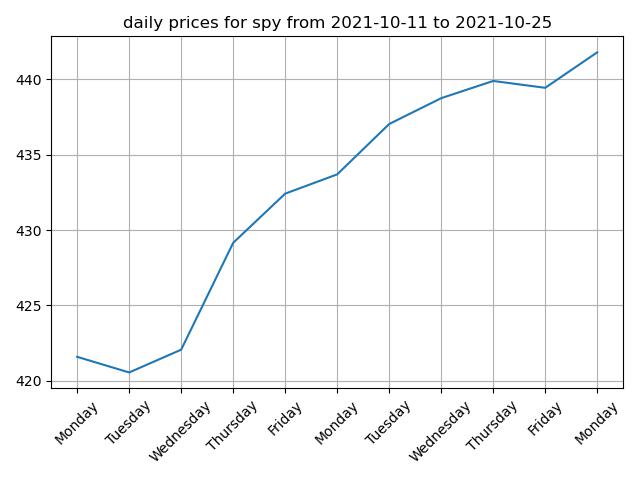 daily prices for spy from 2021-10-11 to 2021-10-25
440
435
430
425
420
Monday
Tuesday
Wednesday
Thursday
Friday
Monday
Tuesday
Wednesday
Thursday
Friday
Monday